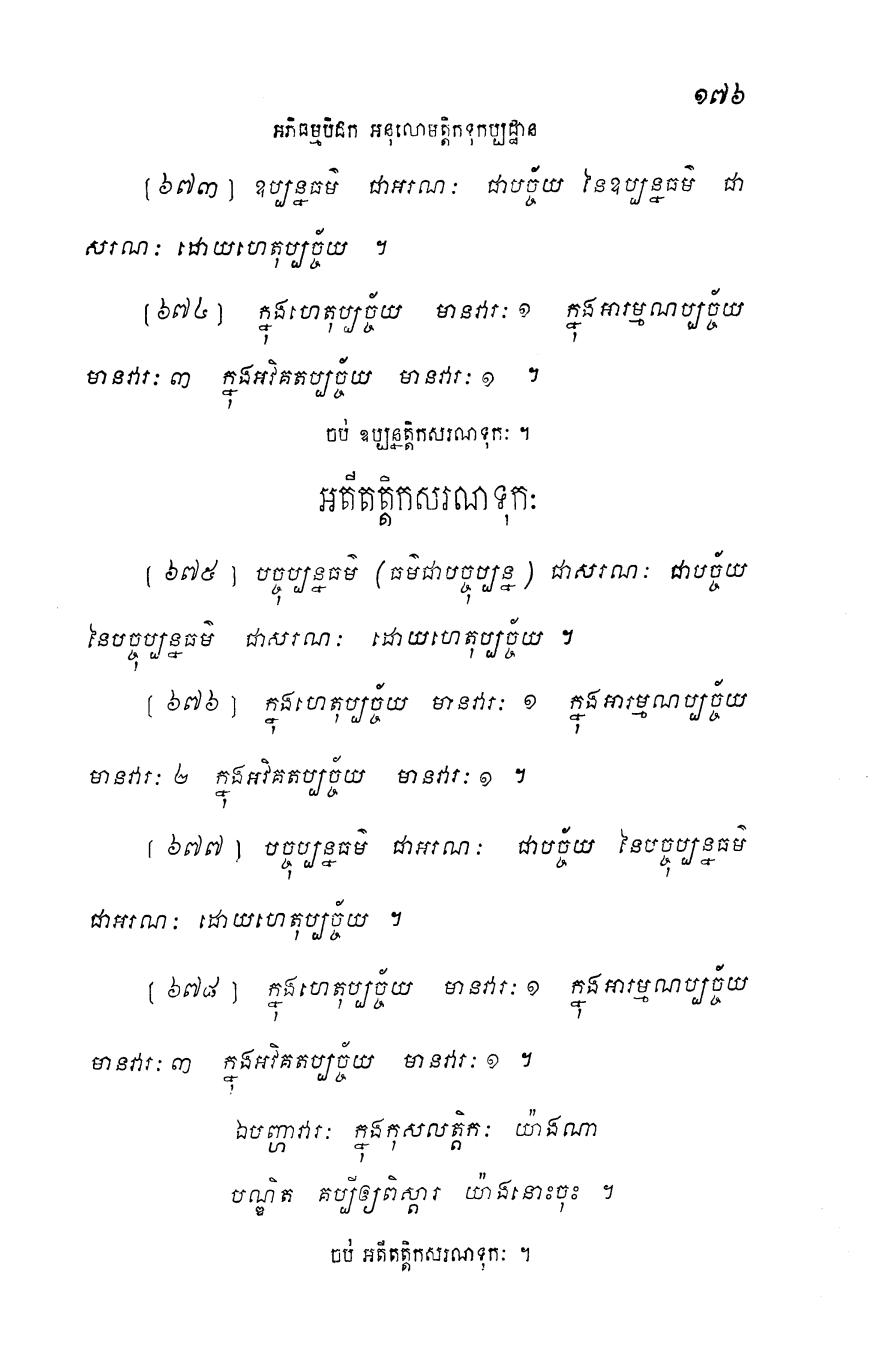 ១៧៦
អភិធម្មបិដក អនុលោមត្តិកទុកប្បដ្ឋាន
[៦៧៣] ឧប្បន្នធម៌ ជាអរណៈ ជាបច្ច័យ នៃឧប្បន្នធម៌ ជា
សរណៈ ដោយហេតុប្បច្ច័យ ។
[៦៧៤] ក្នុងហេតុប្បច្ច័យ មានវារៈ ១ ក្នុងអារម្មណប្បច្ច័យ
មានវារៈ ៣ ក្នុងអវិគតប្បច្ច័យ មានវារៈ ១ ។
ចប់ ឧប្បន្នត្តិកសរណទុកៈ ។
អតីតត្តិកសរណទុកៈ
[ ៦៧៥ ] បច្ចុប្បន្នធម៌ (ធម៌ជាបច្ចុប្បន្ន ) ជាសរណៈ ជាបច្ច័យ
នៃបច្ចុប្បន្នធម៌ ជាសរណៈ ដោយហេតុប្បច្ច័យ ។
[ ៦៧៦ ] ក្នុងហេតុប្បច្ច័យ មានវារៈ ១ ក្នុងអារម្មណប្បច្ច័យ
មានវារៈ ២ ក្នុងអវិគតប្បច្ច័យ មានវារៈ ១ ។
[ ៦៧៧ ] បច្ចុប្បន្នធម៌ ជាអរណៈ ជាបច្ច័យ នៃបច្ចុប្បន្នធម៌
ជាអរណៈ ដោយហេតុប្បច្ច័យ ។
[ ៦៧៨ ] ក្នុងហេតុប្បច្ច័យ មានវារៈ ១ ក្នុងអារម្មណប្បច្ច័យ
មានវារៈ ៣ ក្នុងអវិគតប្បច្ច័យ មានវារៈ ១ ។
ឯបញ្ហាវារៈ ក្នុងកុសលត្តិកៈ យ៉ាងណា
បណ្ឌិត គប្បីឲ្យពិស្តារ យ៉ាងនោះចុះ ។
ចប់ អតីតត្តិកសរណទុកៈ ។